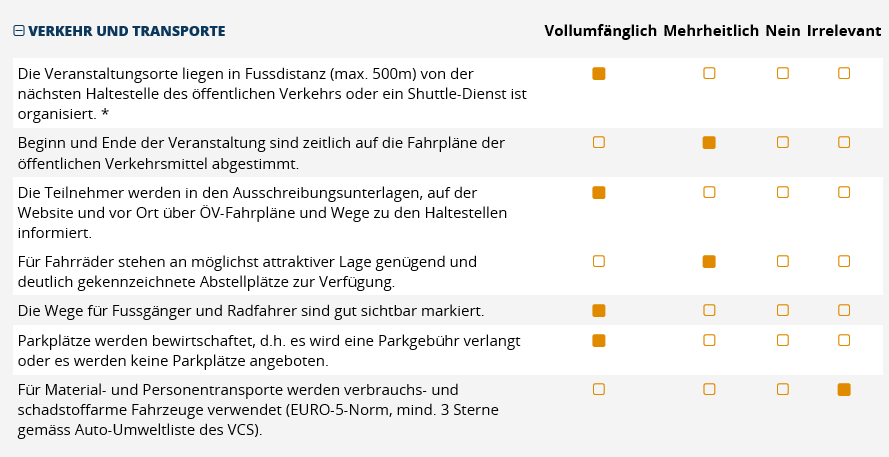 VERKEHR UND TRANSPORTE Vollumfänglich Mehrheitlich Nein Irrelevant
Die Veranstaltungsorte liegen in Fussdistanz (max. 500m) von der
nächsten Haltestelle des öffentlichen Verkehrs oder ein Shuttle-Dienst ist
organisiert. *
Beginn und Ende der Veranstaltung sind zeitlich auf die Fahrpläne der
öffentlichen Verkehrsmittel abgestimmt.
Die Teilnehmer werden in den Ausschreibungsunterlagen, auf der
Website und vor Ort über ÖV-Fahrpläne und Wege zu den Haltestellen
informiert.
Für Fahrräder stehen an möglichst attraktiver Lage genügend und
deutlich gekennzeichnete Abstellplätze zur Verfügung.
Die Wege für Fussgänger und Radfahrer sind gut sichtbar markiert.
Parkplätze werden bewirtschaftet, d.h. es wird eine Parkgebühr verlangt
oder es werden keine Parkplätze angeboten.
Für Material- und Personentransporte werden verbrauchs- und
schadstoffarme Fahrzeuge verwendet (EURO-5-Norm, mind. 3 Sterne
gemäss Auto-Umweltliste des VCS).